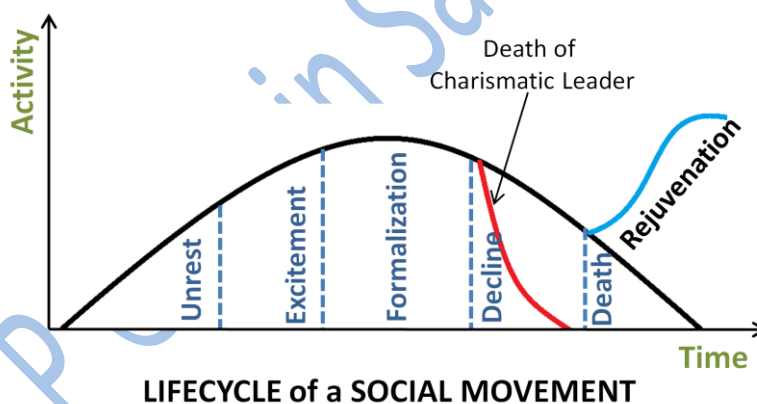 Activity
Death of
Charismatic Leader
Rejuvenation
Unrest
Excitement
Formalization
Decline
Death
Time
LIFECYCLE of a SOCIAL MOVEMENT